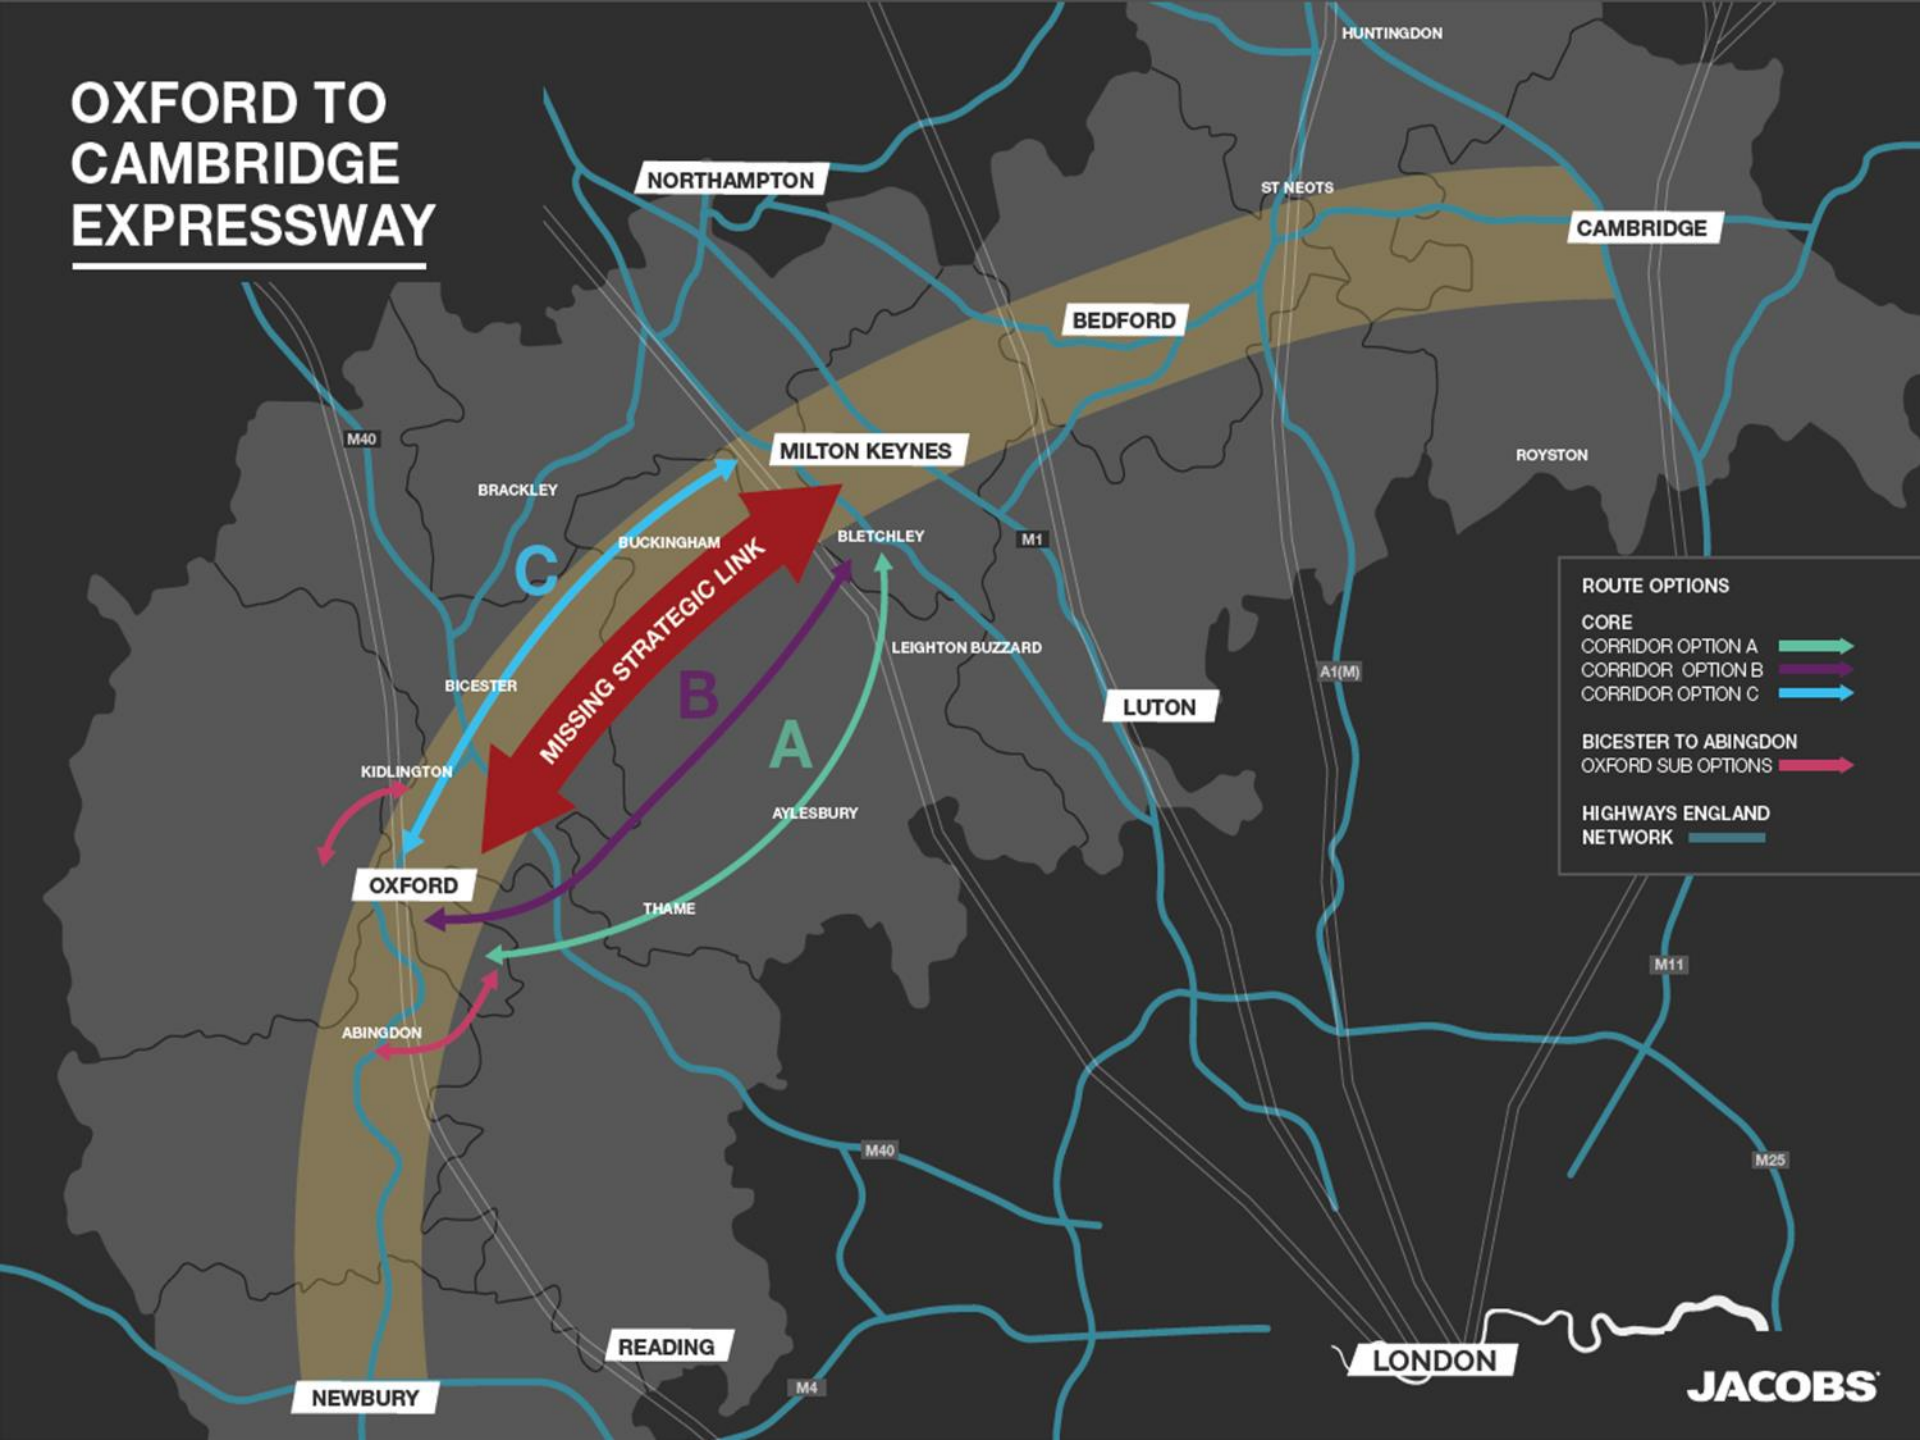 OXFORD TO
CAMBRIDGE
EXPRESSWAY
HUNTINGDON
NORTHAMPTON
ST NEOTS
CAMBRIDGE
BEDFORD
M40
MILTON KEYNES
ROYSTON
BRACKLEY
BLETCHLEY
M1
BUCKINGHAM
C
MISSING STRATEGIC LINK
LEIGHTON BUZZARD
A1(M)
BICESTER
B
LUTON
A
KIDLINGTON
AYLESBURY
OXFORD
THAME
ABINGDON
ROUTE OPTIONS
CORE
CORRIDOR OPTION A
CORRIDOR OPTION B
CORRIDOR OPTION C
BICESTER TO ABINGDON
OXFORD SUB OPTIONS
HIGHWAYS ENGLAND
NETWORK
M11
M40
M25
READING
LONDON
M4
NEWBURY
JACOBS